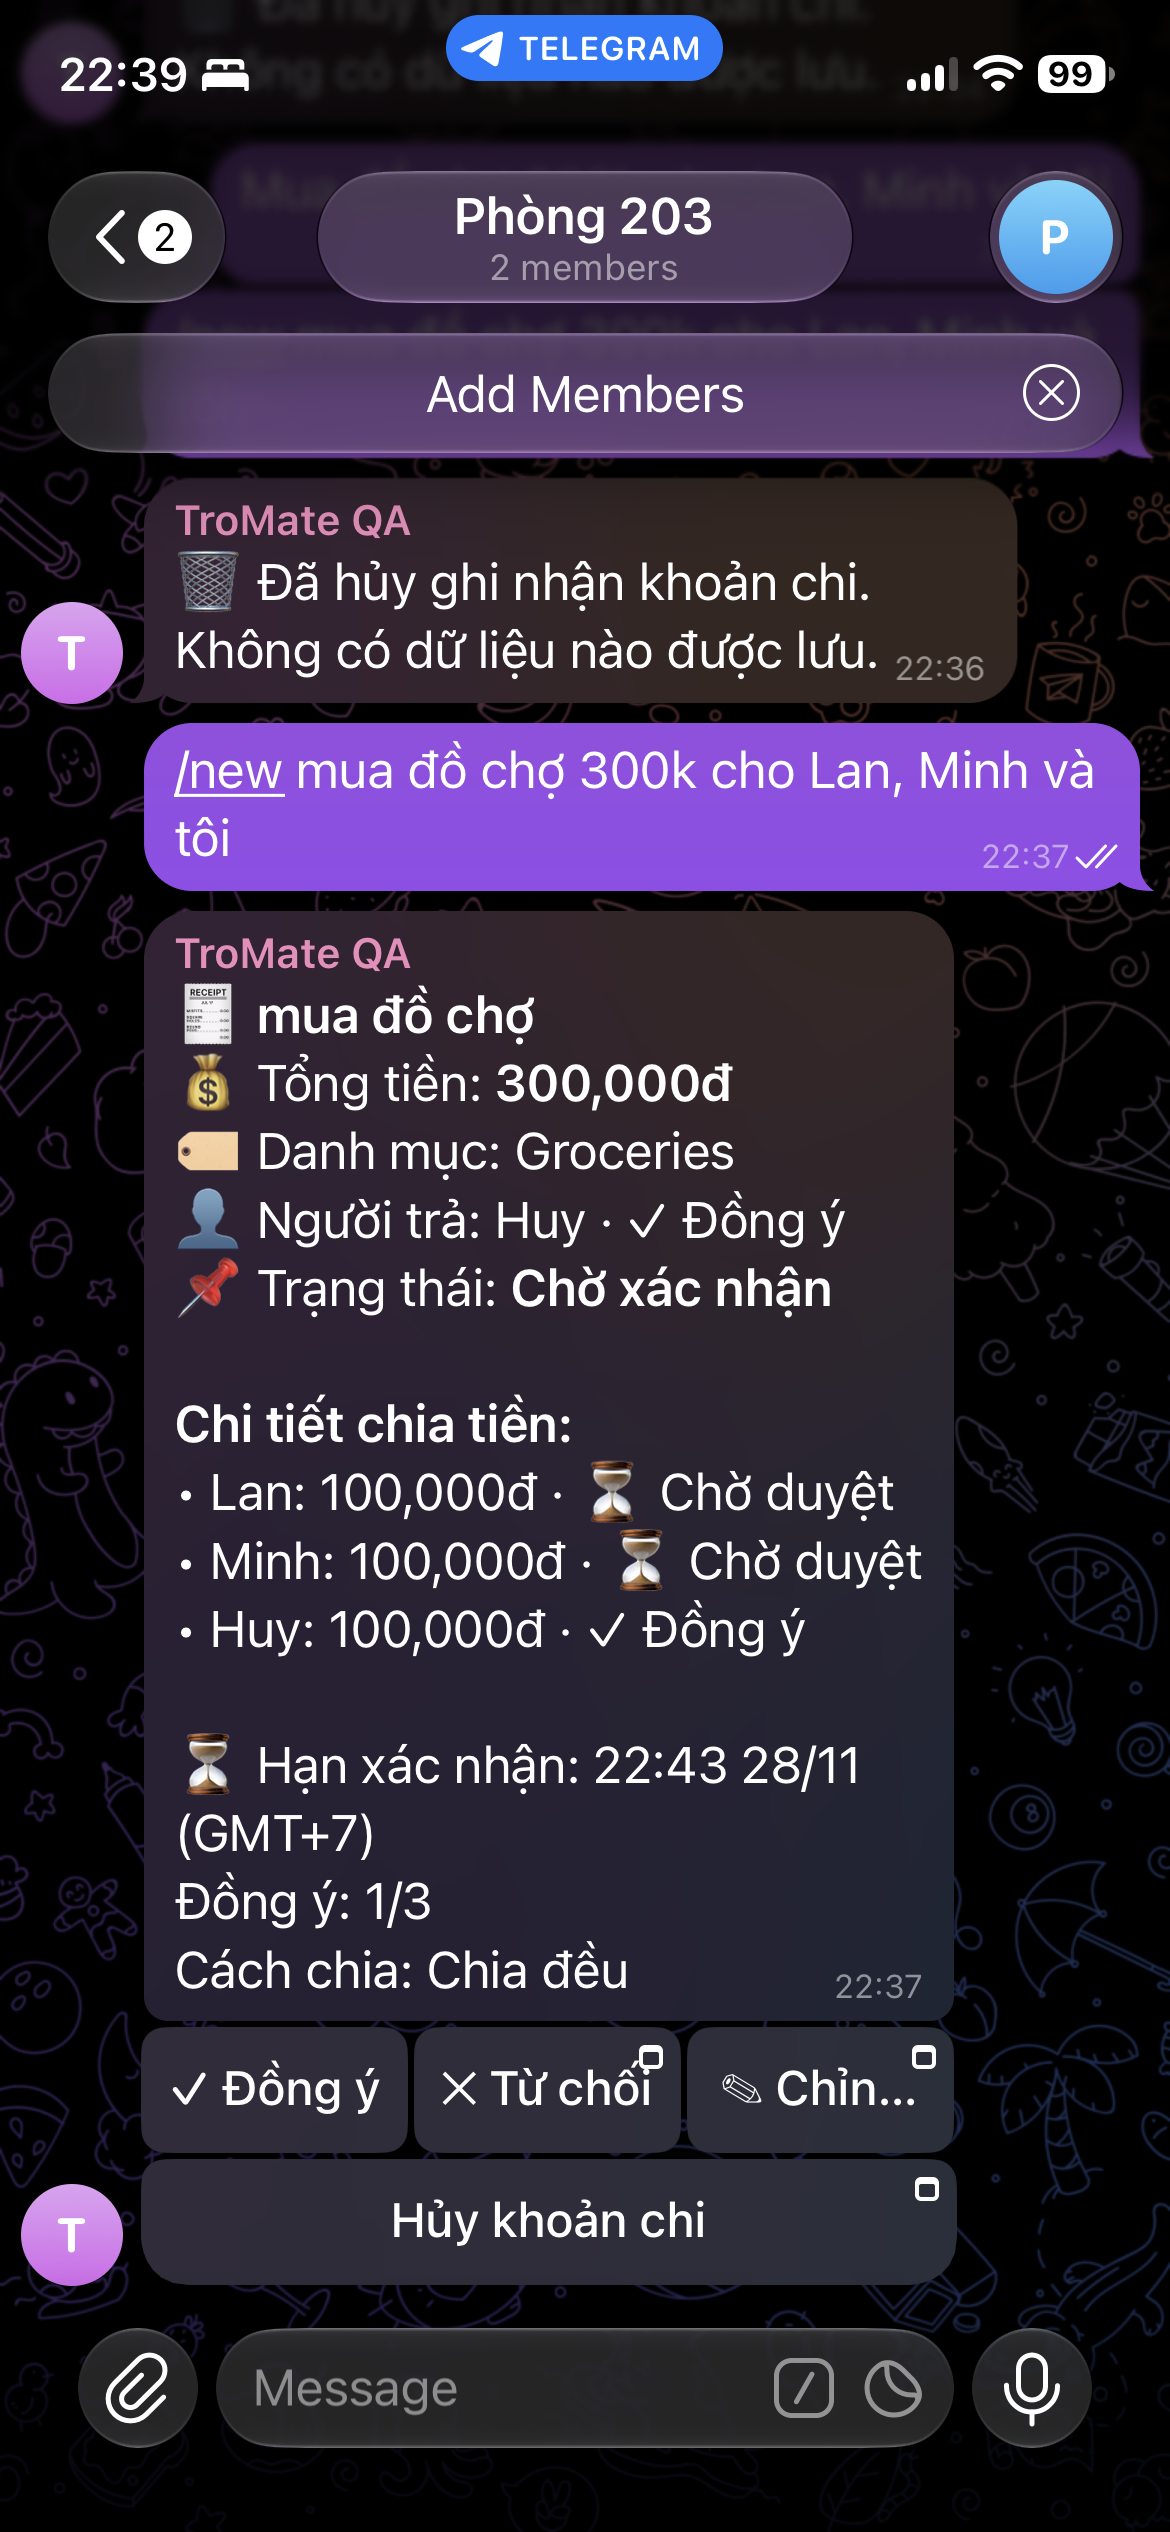 22:39
TELEGRAM
99
2
Phòng 203
2 members
P
Add Members
TroMate QA
🗑️ Đã hủy ghi nhận khoản chi.
Không có dữ liệu nào được lưu. 22:36
T
/new mua đồ chợ 300k cho Lan, Minh và
tôi
22:37
TroMate QA
🧾 mua đồ chợ
💰 Tổng tiền: 300,000đ
🏷️ Danh mục: Groceries
👤 Người trả: Huy · ✓ Đồng ý
📌 Trạng thái: Chờ xác nhận
Chi tiết chia tiền:
• Lan: 100,000đ · ⏳ Chờ duyệt
• Minh: 100,000đ · ⏳ Chờ duyệt
• Huy: 100,000đ · ✓ Đồng ý
⏳ Hạn xác nhận: 22:43 28/11
(GMT+7)
Đồng ý: 1/3
Cách chia: Chia đều
22:37
✓ Đồng ý
✕ Từ chối
✎ Chỉn...
Hủy khoản chi
T
Message